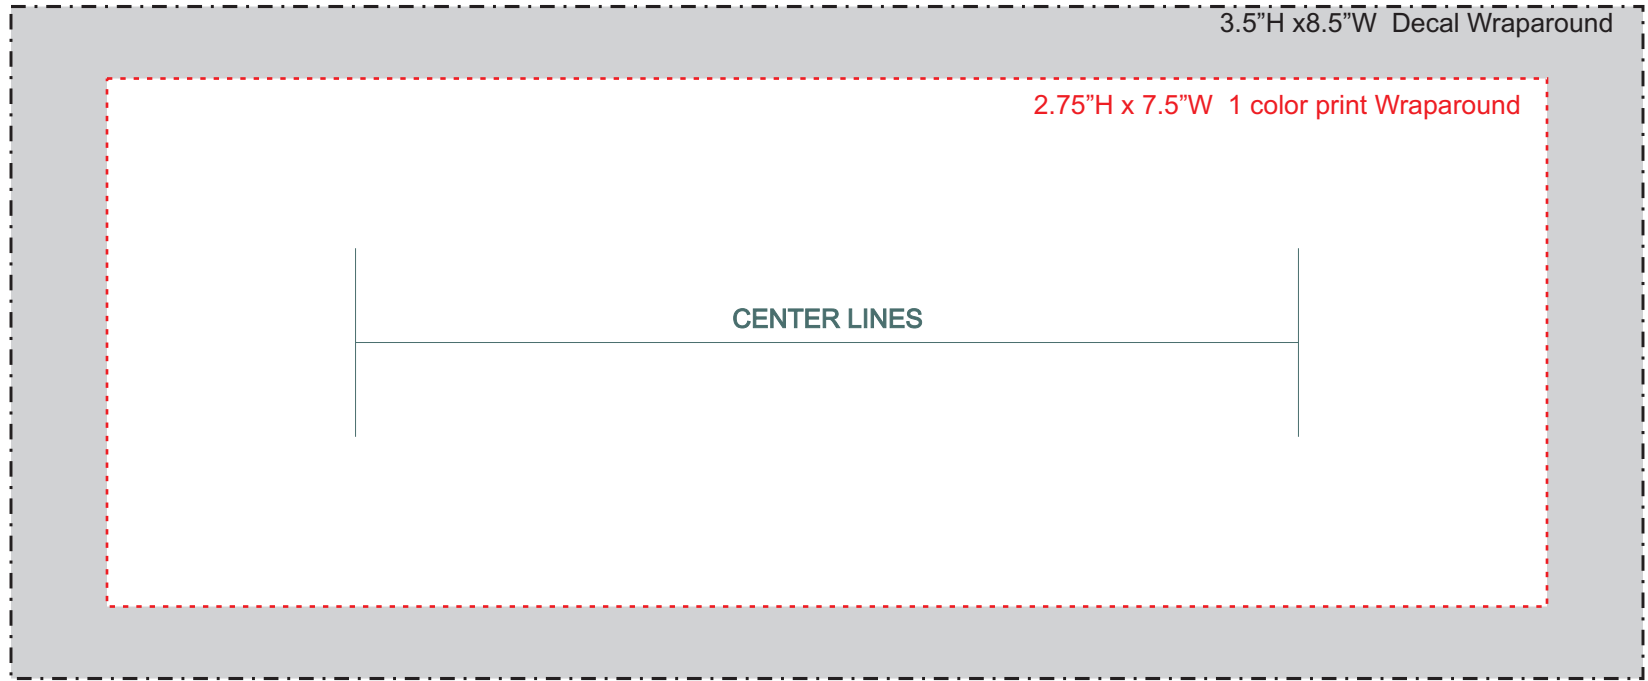 3.5”H x8.5”W  Decal Wraparound
2.75”H x 7.5”W  1 color print Wraparound
CENTER LINES